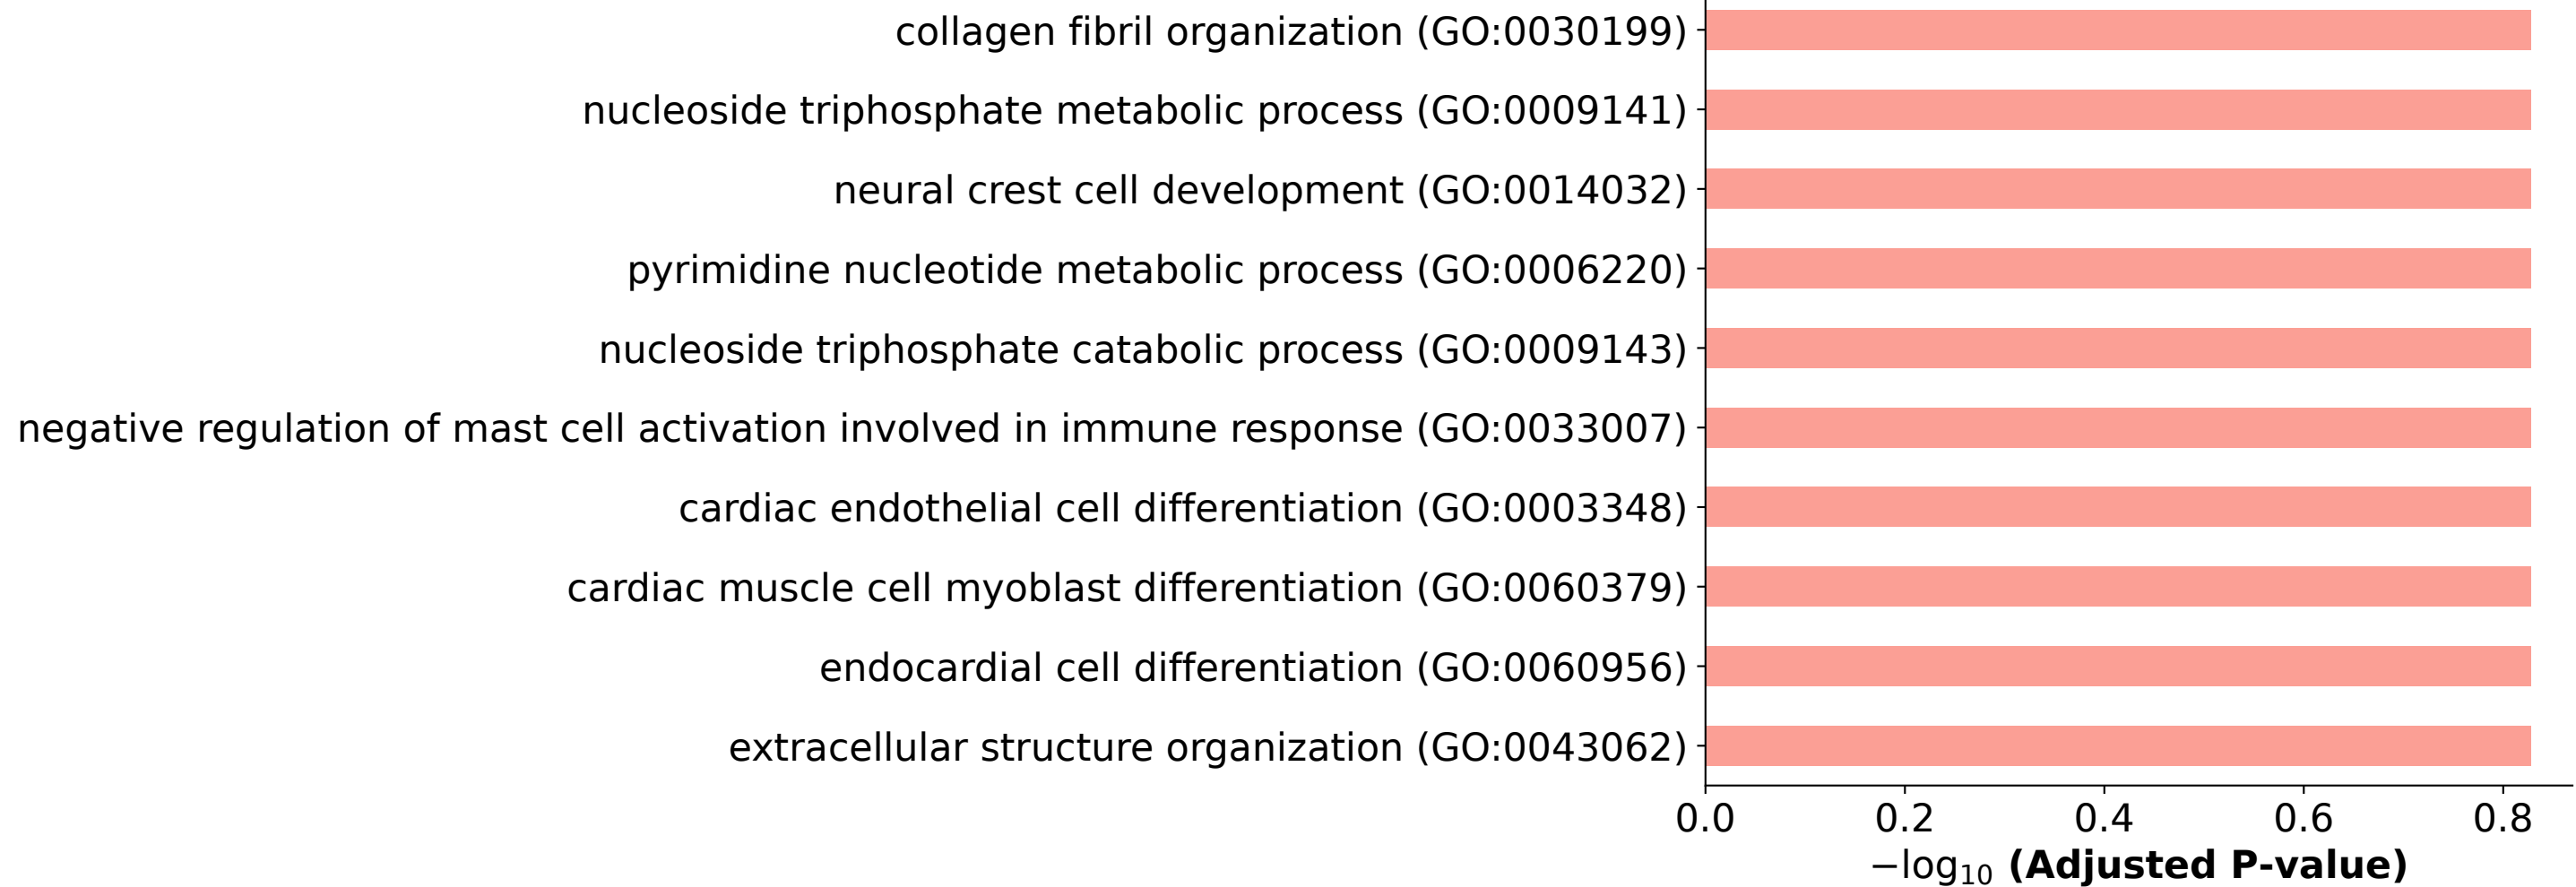 collagen fibril organization (GO:0030199)
nucleoside triphosphate metabolic process (GO:0009141)
neural crest cell development (GO:0014032)
pyrimidine nucleotide metabolic process (GO:0006220)
nucleoside triphosphate catabolic process (GO:0009143)
negative regulation of mast cell activation involved in immune response (GO:0033007)
cardiac endothelial cell differentiation (GO:0003348)
cardiac muscle cell myoblast differentiation (GO:0060379)
endocardial cell differentiation (GO:0060956)
extracellular structure organization (GO:0043062)
0.0 0.2 0.4 0.6 0.8
−log₁₀ (Adjusted P-value)